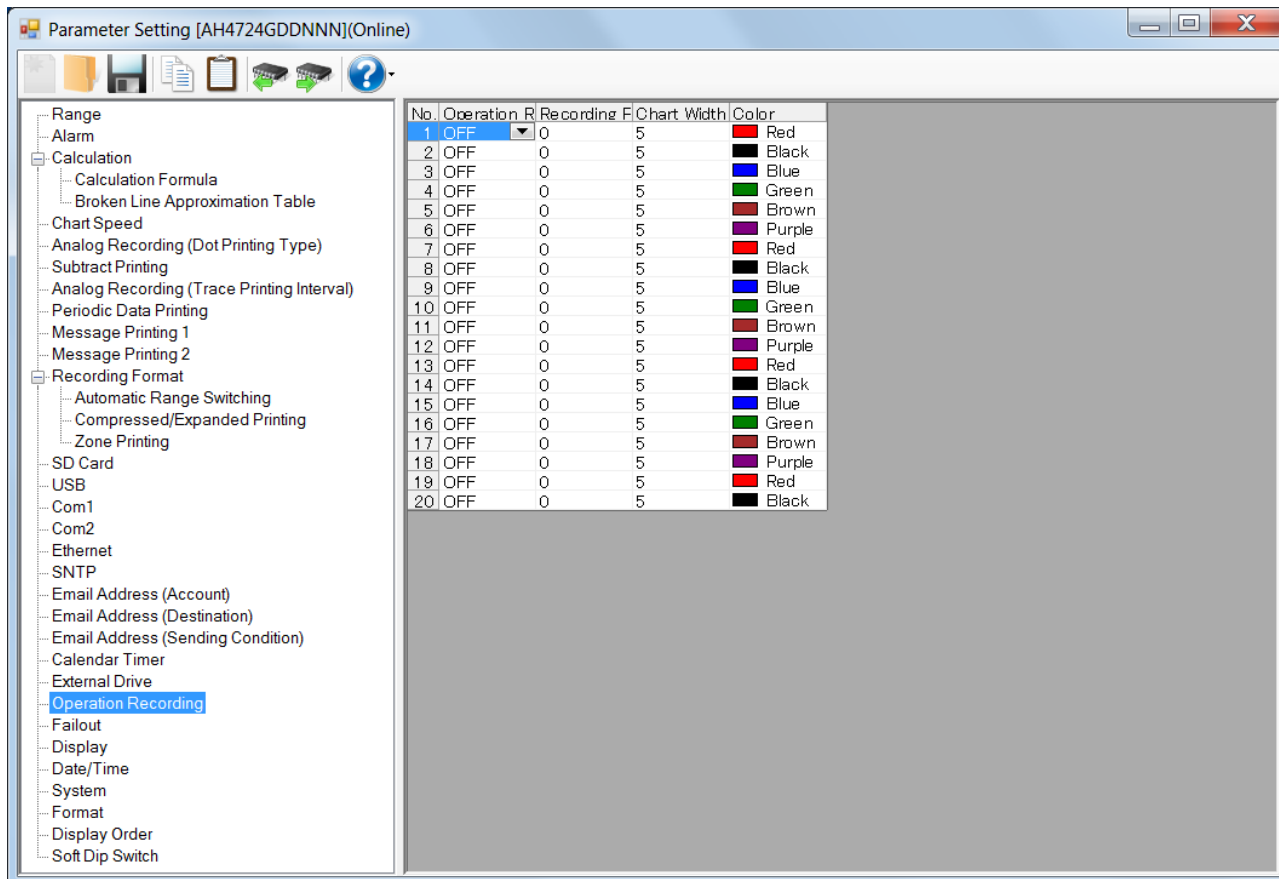 Parameter Setting [AH4724GDDNNN](Online)
Range
Alarm
Calculation
Calculation Formula
Broken Line Approximation Table
Chart Speed
Analog Recording (Dot Printing Type)
Subtract Printing
Analog Recording (Trace Printing Interval)
Periodic Data Printing
Message Printing 1
Message Printing 2
Recording Format
Automatic Range Switching
Compressed/Expanded Printing
Zone Printing
SD Card
USB
Com1
Com2
Ethernet
SNTP
Email Address (Account)
Email Address (Destination)
Email Address (Sending Condition)
Calendar Timer
External Drive
Operation Recording
Failout
Display
Date/Time
System
Format
Display Order
Soft Dip Switch
No. Operation R Recording F Chart Width Color
1 OFF 0 5 Red
2 OFF 0 5 Black
3 OFF 0 5 Blue
4 OFF 0 5 Green
5 OFF 0 5 Brown
6 OFF 0 5 Purple
7 OFF 0 5 Red
8 OFF 0 5 Black
9 OFF 0 5 Blue
10 OFF 0 5 Green
11 OFF 0 5 Brown
12 OFF 0 5 Purple
13 OFF 0 5 Red
14 OFF 0 5 Black
15 OFF 0 5 Blue
16 OFF 0 5 Green
17 OFF 0 5 Brown
18 OFF 0 5 Purple
19 OFF 0 5 Red
20 OFF 0 5 Black